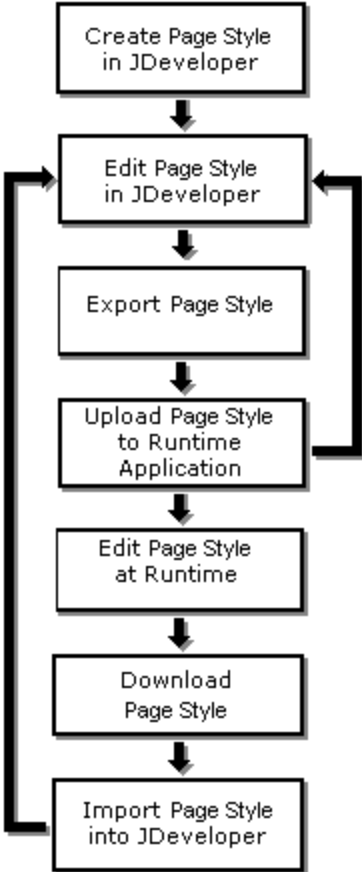 Create Page Style
in JDeveloper
Edit Page Style
in JDeveloper
Export Page Style
Upload Page Style
to Runtime
Application
Edit Page Style
at Runtime
Download
Page Style
Import Page Style
into JDeveloper